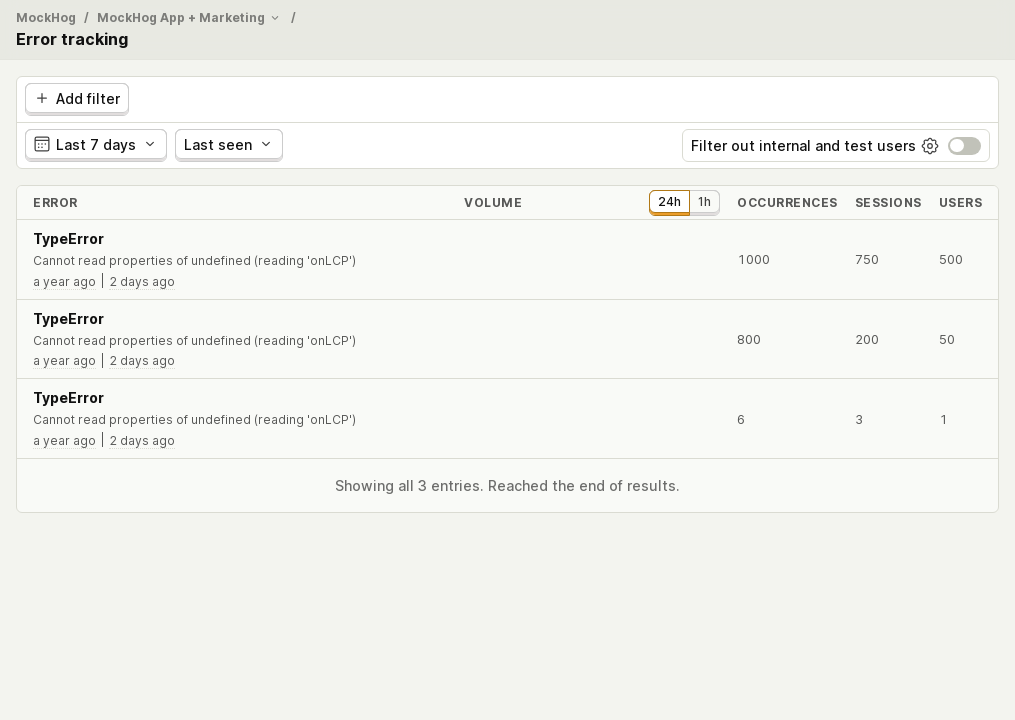 MockHog / MockHog App + Marketing /
Error tracking
Add filter
Last 7 days Last seen Filter out internal and test users
ERROR VOLUME 24h 1h OCCURRENCES SESSIONS USERS
TypeError
Cannot read properties of undefined (reading 'onLCP')
a year ago | 2 days ago
1000 750 500
TypeError
Cannot read properties of undefined (reading 'onLCP')
a year ago | 2 days ago
800 200 50
TypeError
Cannot read properties of undefined (reading 'onLCP')
a year ago | 2 days ago
6 3 1
Showing all 3 entries. Reached the end of results.